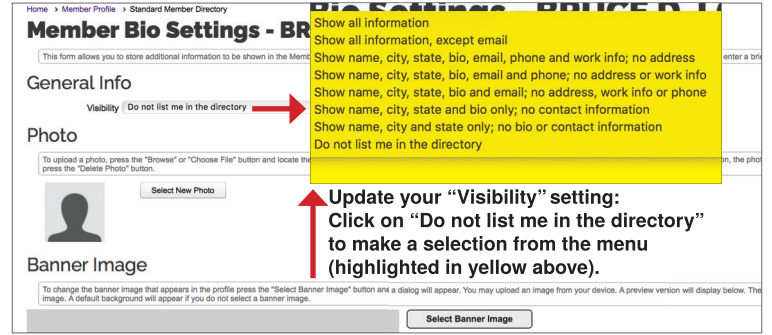 Home > Member Profile > Standard Member Directory
Member Bio Settings - BR
Bio Settings - BRUCE D. 
This form allows you to store additional information to be shown in the Memb
enter a brie
General Info
Visibility Do not list me in the directory
Show all information
Show all information, except email
Show name, city, state, bio, email, phone and work info; no address
Show name, city, state, bio, email and phone; no address or work info
Show name, city, state, bio and email; no address, work info or phone
Show name, city, state and bio only; no contact information
Show name, city and state only; no bio or contact information
Do not list me in the directory
Photo
To upload a photo, press the "Browse" or "Choose File" button and locate the
on, the phot
press the "Delete Photo" button.
Select New Photo
Update your “Visibility” setting:
Click on “Do not list me in the directory”
to make a selection from the menu
(highlighted in yellow above).
Banner Image
To change the banner image that appears in the profile press the "Select Banner Image" button and a dialog will appear. You may upload an image from your device. A preview version will display below. The
image. A default background will appear if you do not select a banner image.
Select Banner Image